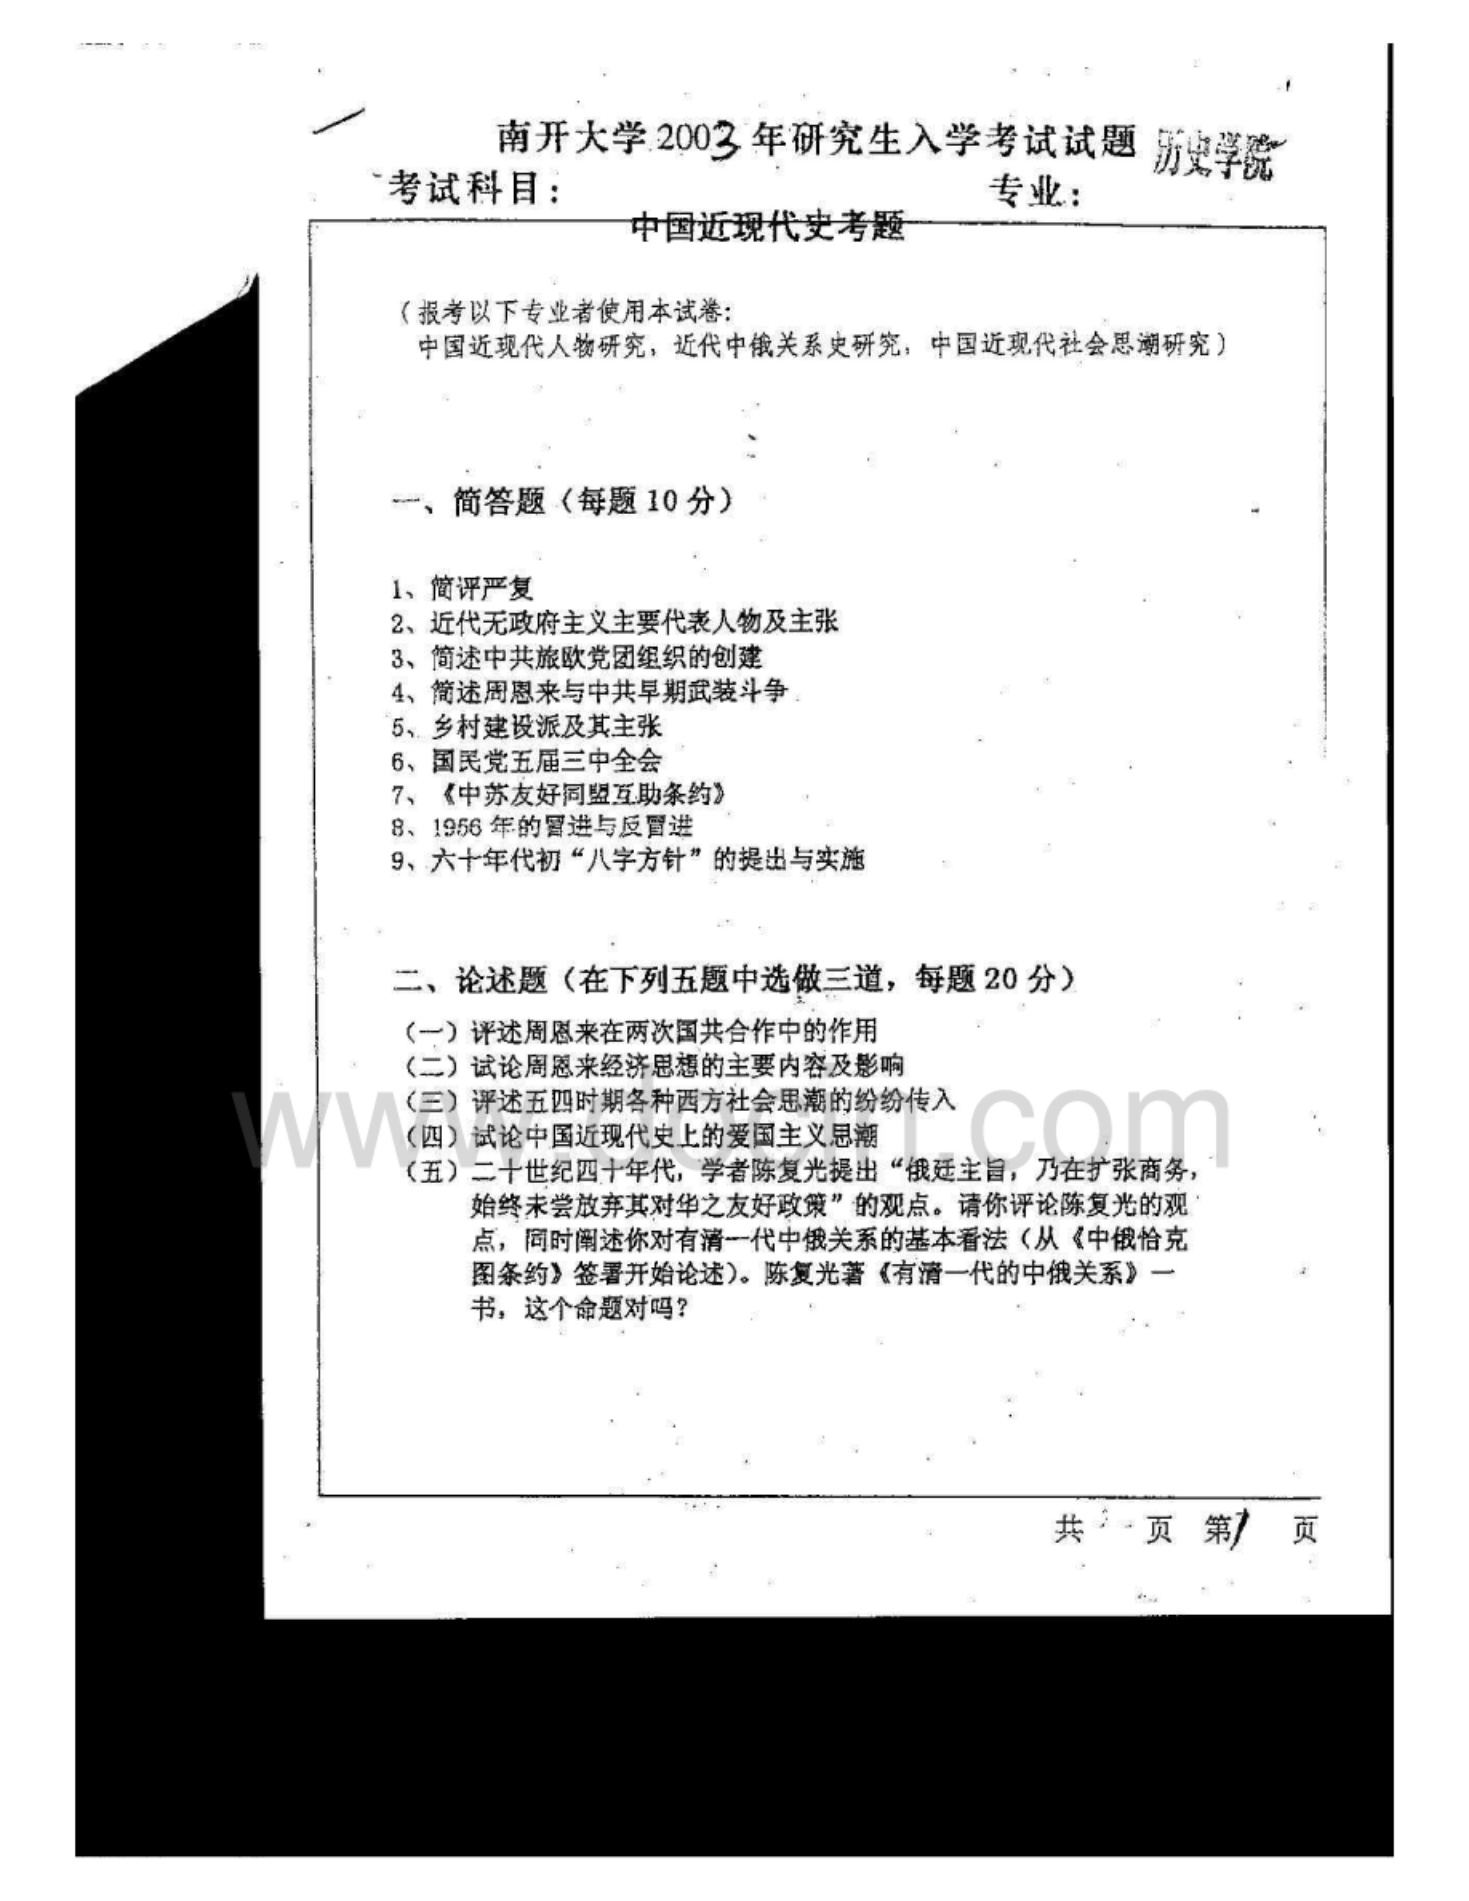 南开大学2003年研究生入学考试试题 历史学院
考试科目： 专业：
中国近现代史考题
（报考以下专业者使用本试卷：
中国近现代人物研究，近代中俄关系史研究，中国近现代社会思潮研究）
一、简答题（每题10分）
1、简评严复
2、近代无政府主义主要代表人物及主张
3、简述中共旅欧党团组织的创建
4、简述周恩来与中共早期武装斗争
5、乡村建设派及其主张
6、国民党五届三中全会
7、《中苏友好同盟互助条约》
8、1956年的冒进与反冒进
9、六十年代初“八字方针”的提出与实施
二、论述题（在下列五题中选做三道，每题20分）
（一）评述周恩来在两次国共合作中的作用
（二）试论周恩来经济思想的主要内容及影响
（三）评述五四时期各种西方社会思潮的纷纷传入
（四）试论中国近现代史上的爱国主义思潮
（五）二十世纪四十年代，学者陈复光提出“俄廷主旨，乃在扩张商务，
始终未尝放弃其对华之友好政策”的观点。请你评论陈复光的观
点，同时阐述你对有清一代中俄关系的基本看法（从《中俄恰克
图条约》签署开始论述）。陈复光著《有清一代的中俄关系》一
书，这个命题对吗？
www.docin.com
共 页 第1 页